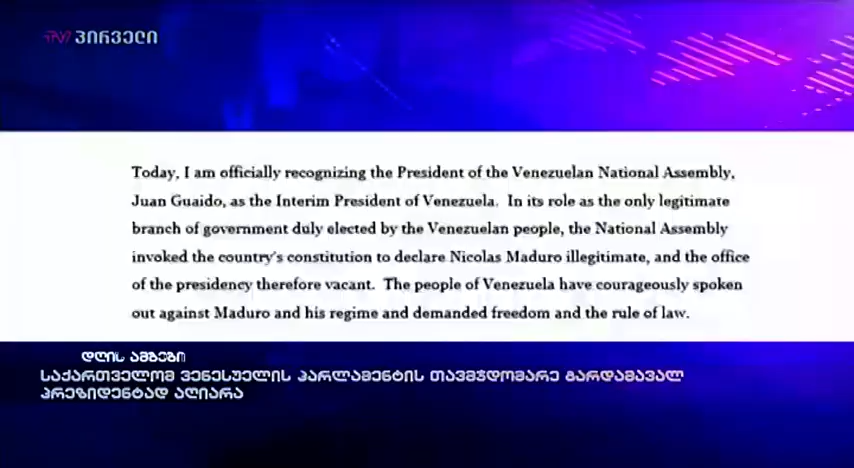 TV პირველი
Today, I am officially recognizing the President of the Venezuelan National Assembly,
Juan Guaido, as the Interim President of Venezuela. In its role as the only legitimate
branch of government duly elected by the Venezuelan people, the National Assembly
invoked the country's constitution to declare Nicolas Maduro illegitimate, and the office
of the presidency therefore vacant. The people of Venezuela have courageously spoken
out against Maduro and his regime and demanded freedom and the rule of law.
დღის ამბები
საქართველომ ვენესუელის პარლამენტის თავმჯდომარე გარდამავალ
პრეზიდენტად აღიარა